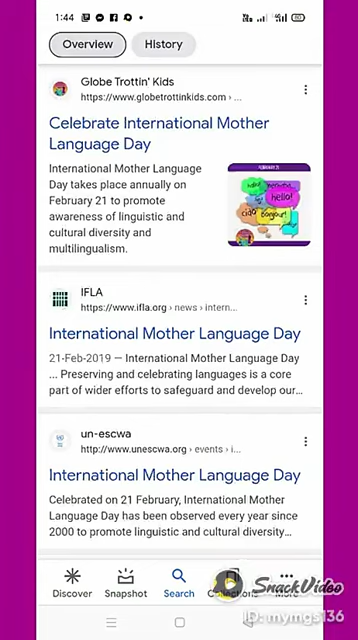 1:44
Overview History
Globe Trottin' Kids
https://www.globetrottinkids.com › ...
Celebrate International Mother
Language Day
International Mother Language
Day takes place annually on
February 21 to promote
awareness of linguistic and
cultural diversity and
multilingualism.
FEBRUARY 21
hello!
ciao
bonjour!
IFLA
https://www.ifla.org › news › intern...
International Mother Language Day
21-Feb-2019 — International Mother Language Day
... Preserving and celebrating languages is a core
part of wider efforts to safeguard and develop our...
un-escwa
http://www.unescwa.org › events › i...
International Mother Language Day
Celebrated on 21 February, International Mother
Language Day has been observed every year since
2000 to promote linguistic and cultural diversity...
Discover Snapshot Search Collections More
SnackVideo
ID: mymgs136